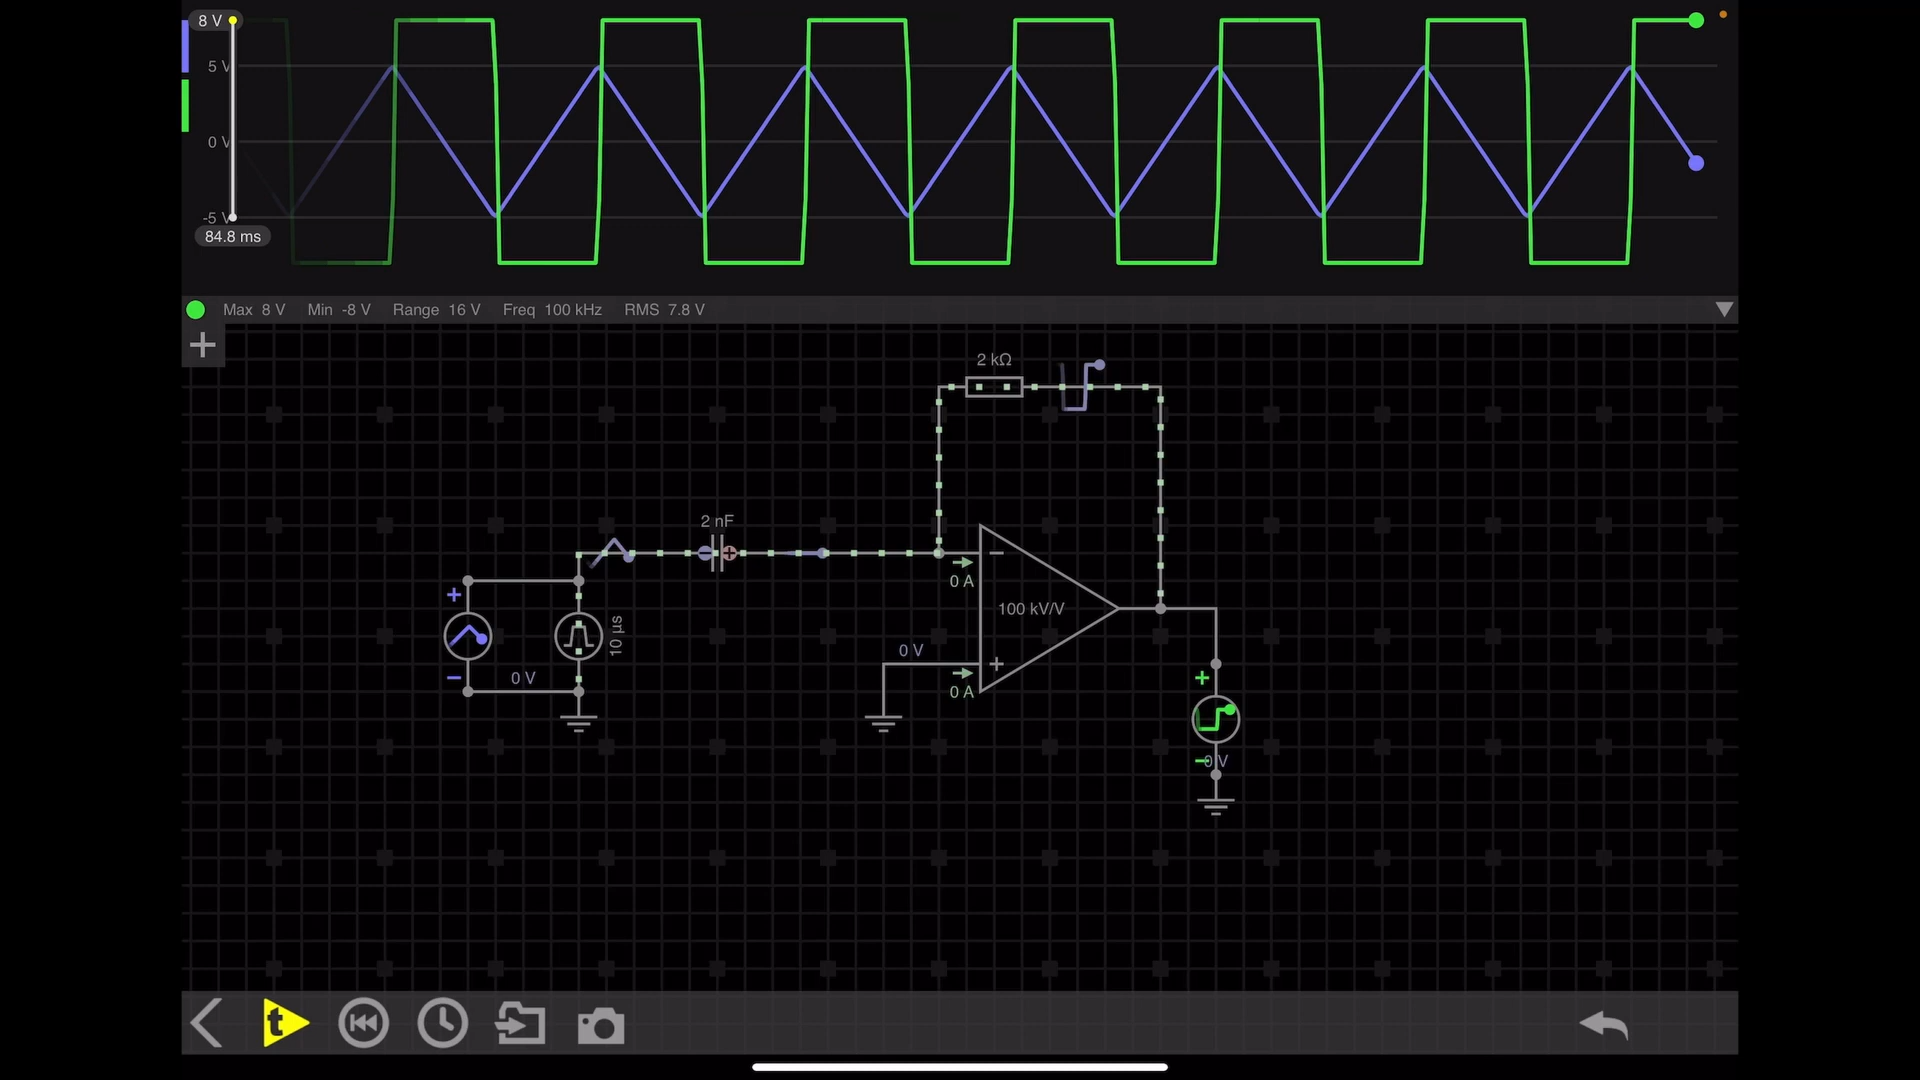 8 V
5 V
0 V
-5 V
84.8 ms
Max 8 V Min -8 V Range 16 V Freq 100 kHz RMS 7.8 V
+
2 kΩ
2 nF
0 A
100 kV/V
10 µs
0 V
0 V
0 A
0 V
t